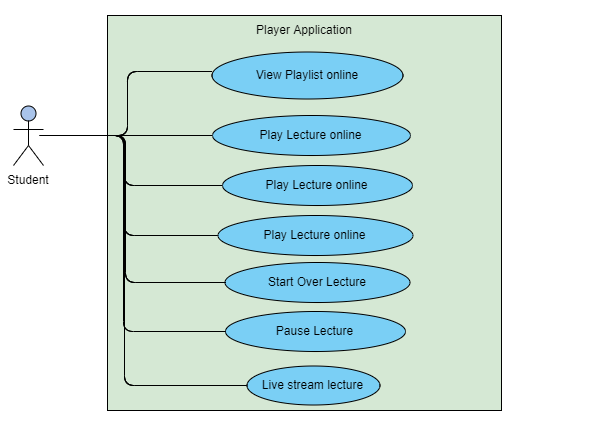 Player Application
View Playlist online
Play Lecture online
Play Lecture online
Play Lecture online
Start Over Lecture
Pause Lecture
Live stream lecture
Student